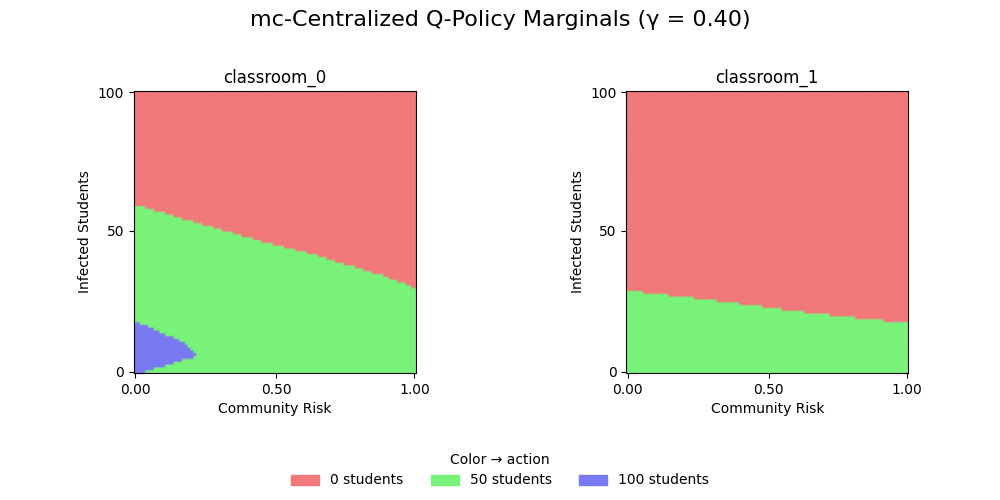 mc-Centralized Q-Policy Marginals (γ = 0.40)
classroom_0
100
50
0
Infected Students
0.00 0.50 1.00
Community Risk
classroom_1
100
50
0
Infected Students
0.00 0.50 1.00
Community Risk
Color → action
0 students 50 students 100 students